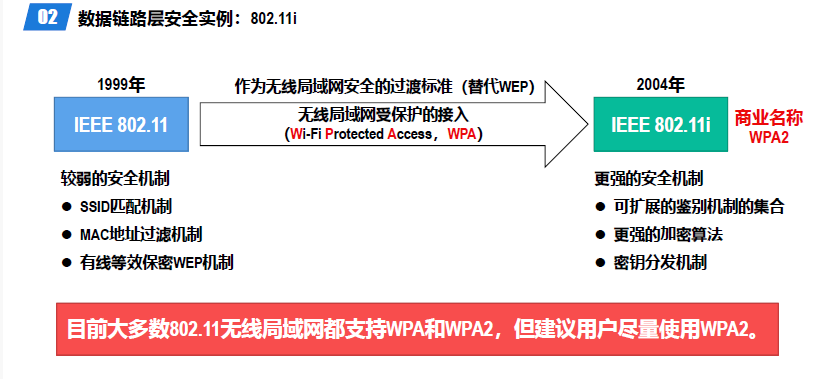 02 数据链路层安全实例：802.11i
1999年
作为无线局域网安全的过渡标准（替代WEP）
2004年
IEEE 802.11
无线局域网受保护的接入
（Wi-Fi Protected Access，WPA）
IEEE 802.11i
商业名称
WPA2
较弱的安全机制
● SSID匹配机制
● MAC地址过滤机制
● 有线等效保密WEP机制
更强的安全机制
● 可扩展的鉴别机制的集合
● 更强的加密算法
● 密钥分发机制
目前大多数802.11无线局域网都支持WPA和WPA2，但建议用户尽量使用WPA2。